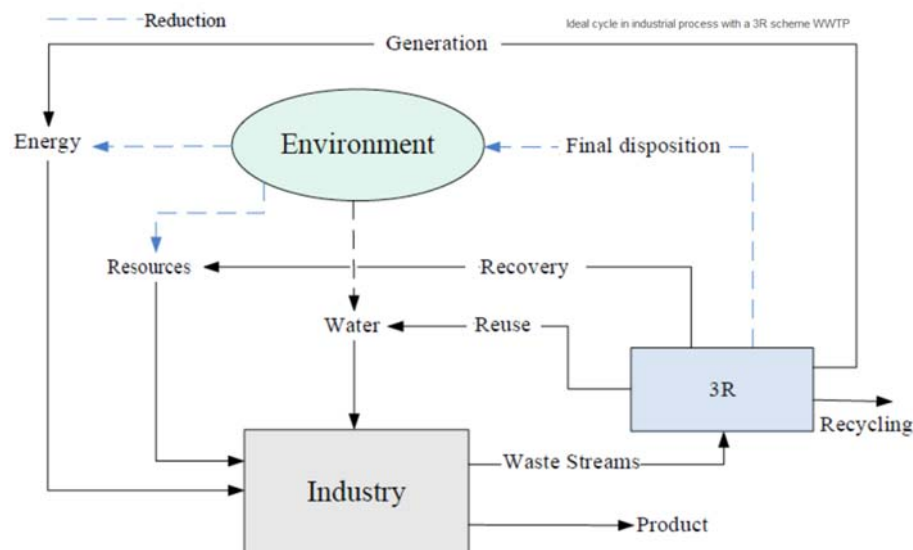 Reduction
Ideal cycle in industrial process with a 3R scheme WWTP
Generation
Energy
Environment
Final disposition
Resources
Recovery
Water
Reuse
3R
Recycling
Waste Streams
Industry
Product